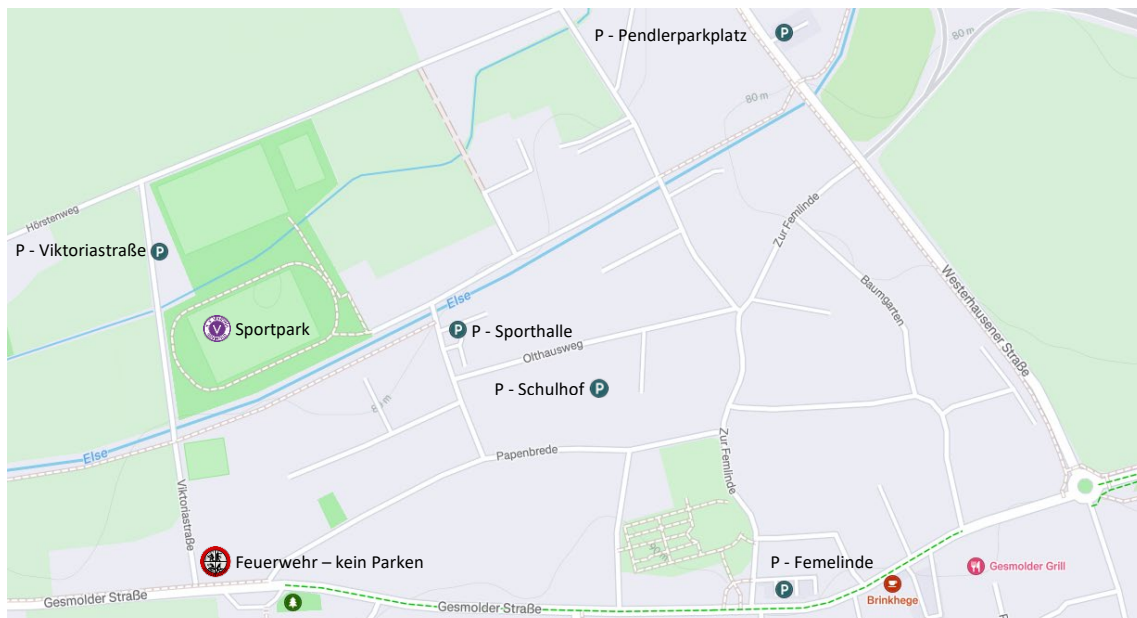 P - Pendlerparkplatz
P
80 m
80 m
Hörstenweg
P - Viktoriastraße
P
Zur Femlinde
Else
Baumgarten
Westerhausener Straße
V
Sportpark
P
P - Sporthalle
Olthausweg
P - Schulhof
P
Else
Papenbrede
Zur Femlinde
Viktoriastraße
Feuerwehr – kein Parken
P - Femelinde
P
Gesmolder Grill
Brinkhege
Gesmolder Straße
Gesmolder Straße